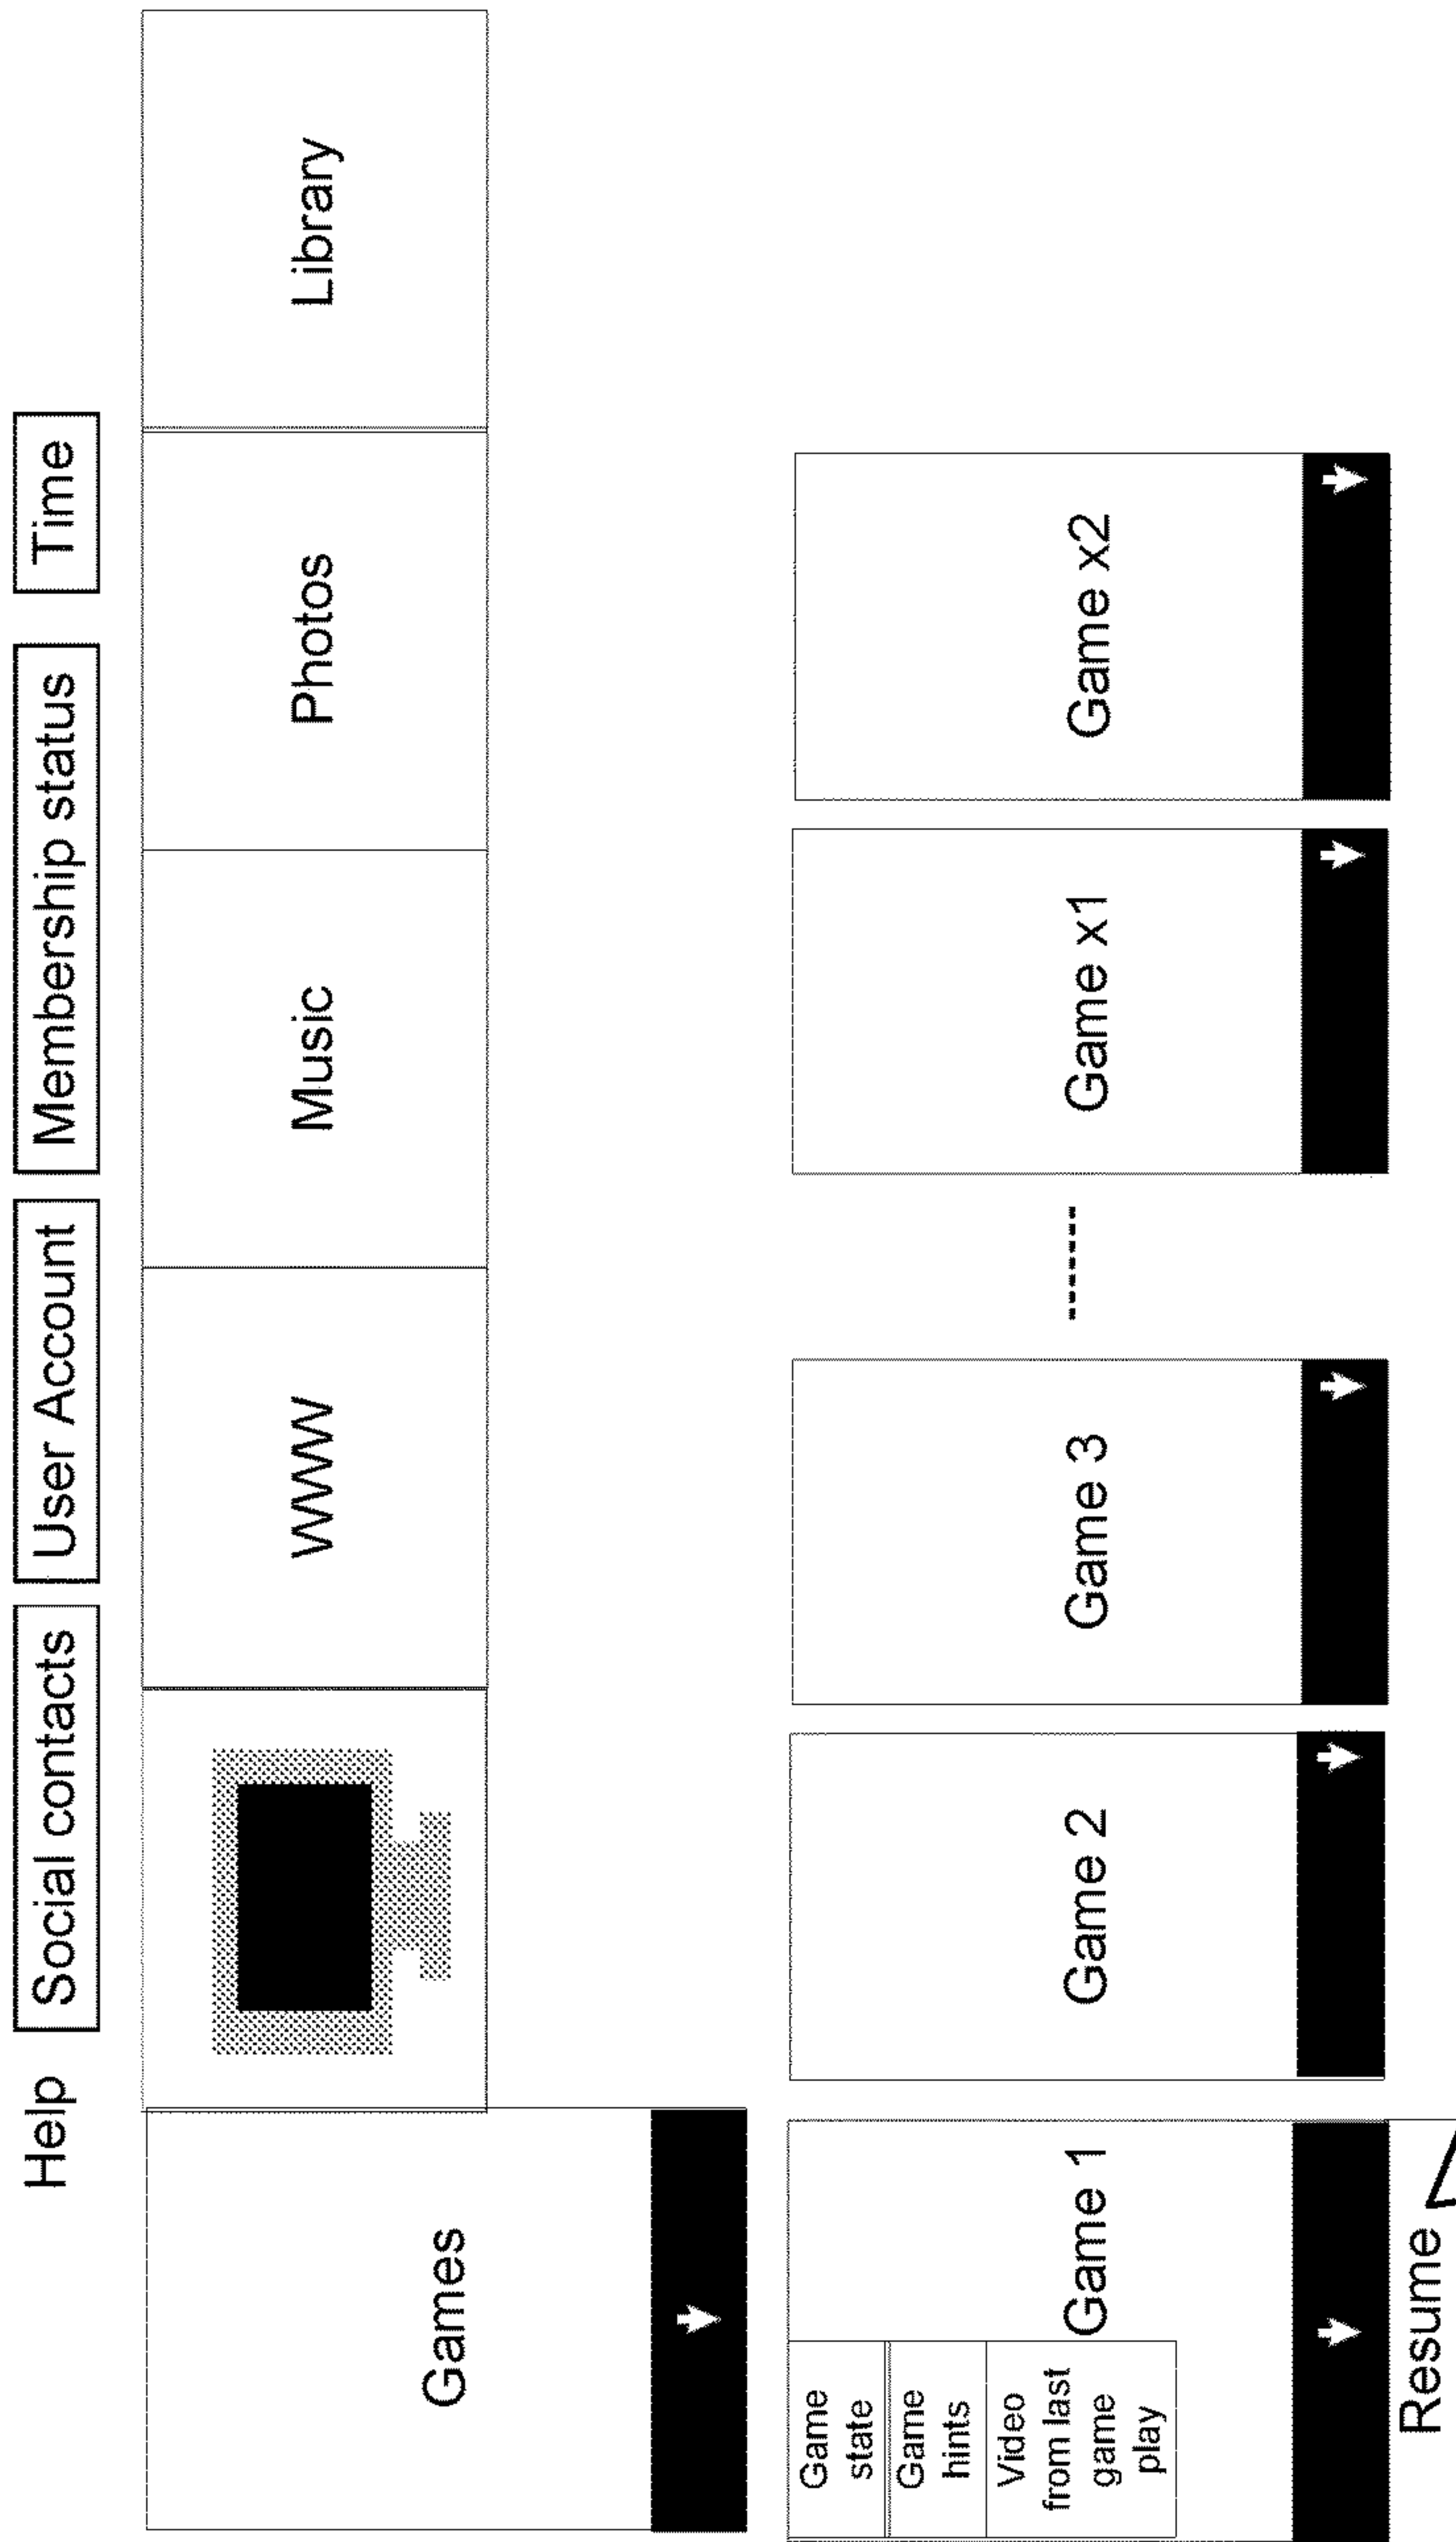 Help
Social contacts
User Account
Membership status
Time
Games
WWW
Music
Photos
Library
Game
state
Game
hints
Video
from last
game
play
Game 1
Game 2
Game 3
-------
Game x1
Game x2
Resume